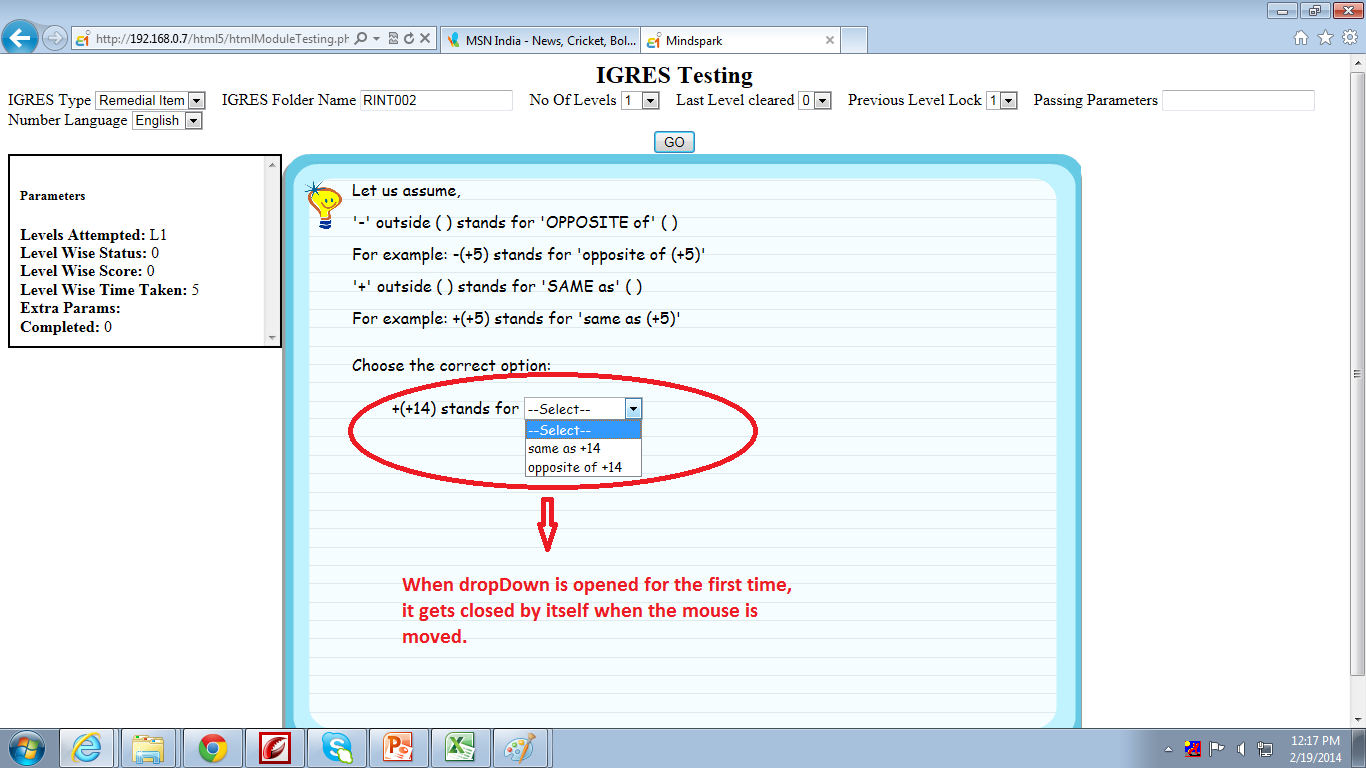 http://192.168.0.7/html5/htmlModuleTesting.ph
MSN India - News, Cricket, Bol...
Mindspark
IGRES Testing
IGRES Type Remedial Item IGRES Folder Name RINT002 No Of Levels 1 Last Level cleared 0 Previous Level Lock 1 Passing Parameters
Number Language English
GO
Parameters
Levels Attempted: L1
Level Wise Status: 0
Level Wise Score: 0
Level Wise Time Taken: 5
Extra Params:
Completed: 0
Let us assume,
'-' outside ( ) stands for 'OPPOSITE of' ( )
For example: -(+5) stands for 'opposite of (+5)'
'+' outside ( ) stands for 'SAME as' ( )
For example: +(+5) stands for 'same as (+5)'
Choose the correct option:
+(+14) stands for --Select--
--Select--
same as +14
opposite of +14
When dropDown is opened for the first time,
it gets closed by itself when the mouse is
moved.
12:17 PM
2/19/2014